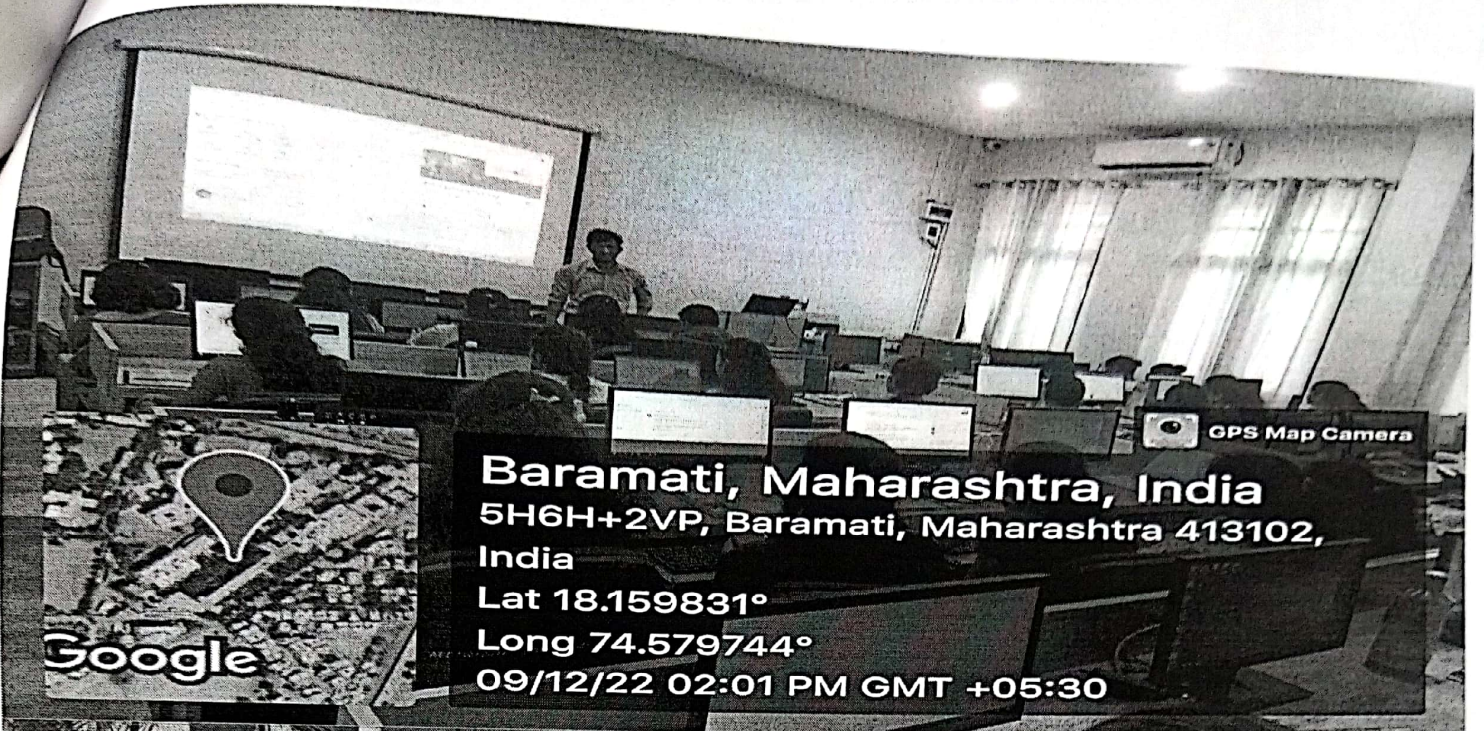 GPS Map Camera
Baramati, Maharashtra, India
5H6H+2VP, Baramati, Maharashtra 413102,
India
Lat 18.159831°
Long 74.579744°
09/12/22 02:01 PM GMT +05:30
Google